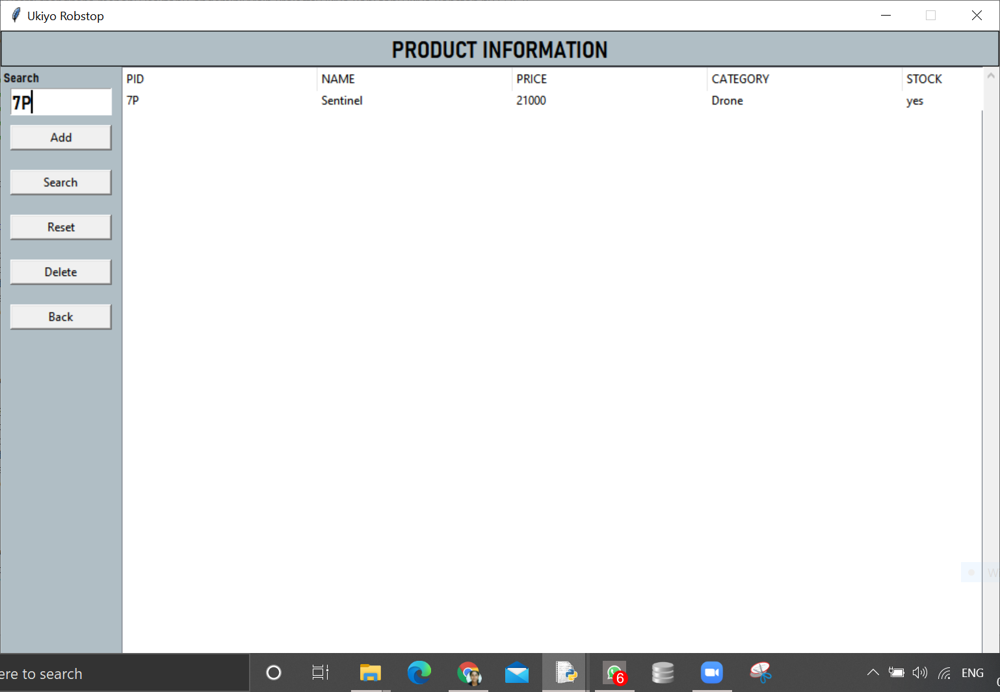 Ukiyo Robstop
PRODUCT INFORMATION
Search
7P
Add
Search
Reset
Delete
Back
PID NAME PRICE CATEGORY STOCK
7P Sentinel 21000 Drone yes
W
ere to search
6
ENG